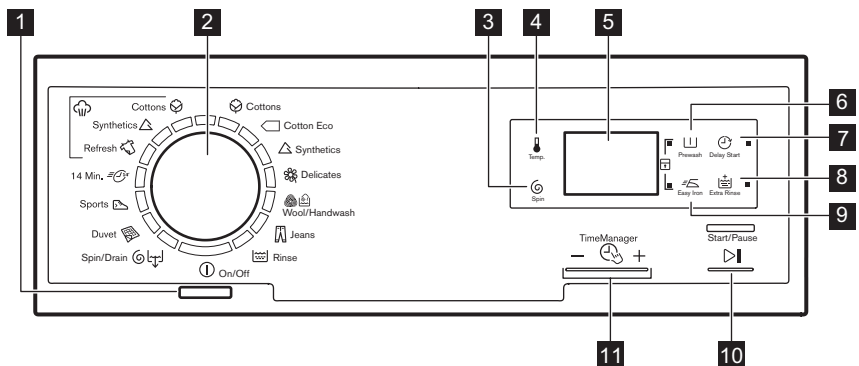 1
2
3
4
5
6
7
8
9
10
11
Cottons
Synthetics
Refresh
14 Min.
Sports
Duvet
Spin/Drain
Cottons
Cotton Eco
Synthetics
Delicates
Wool/Handwash
Jeans
Rinse
On/Off
Temp.
Spin
Prewash
Delay Start
Easy Iron
Extra Rinse
TimeManager
Start/Pause